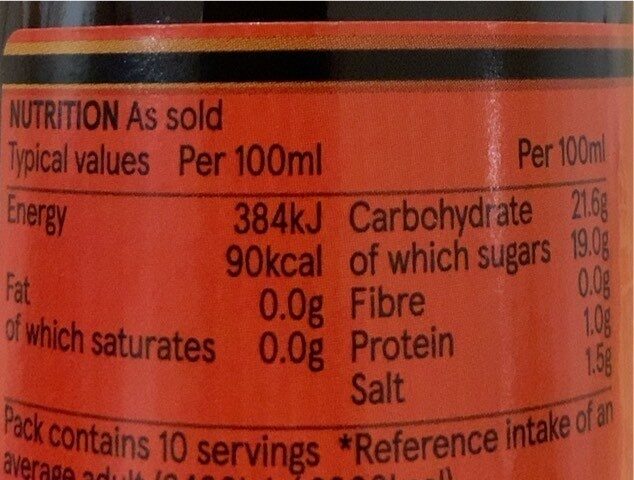 NUTRITION As sold
Typical values Per 100ml Per 100ml
Energy 384kJ Carbohydrate 21.6g
90kcal of which sugars 19.0g
Fat 0.0g Fibre 0.0g
of which saturates 0.0g Protein 1.0g
Salt 1.5g
Pack contains 10 servings *Reference intake of an
average adult